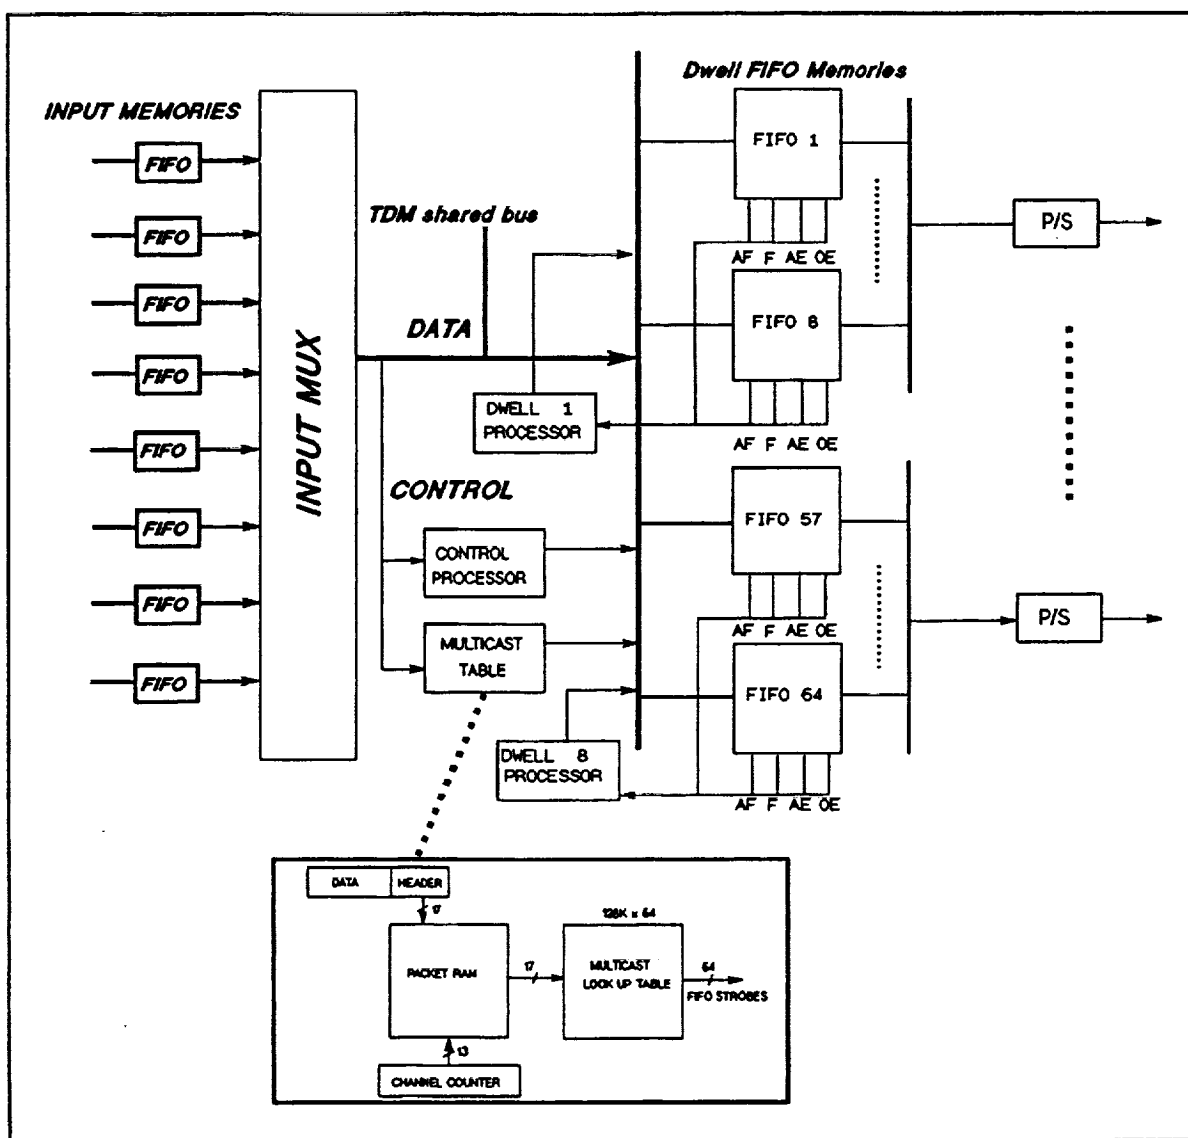 Dwell FIFO Memories
INPUT MEMORIES
FIFO
FIFO
FIFO
FIFO
FIFO
FIFO
FIFO
FIFO
INPUT MUX
TDM shared bus
DATA
CONTROL
DWELL 1
PROCESSOR
CONTROL
PROCESSOR
MULTICAST
TABLE
DWELL 8
PROCESSOR
FIFO 1
AF F AE OE
FIFO 8
AF F AE OE
FIFO 57
AF F AE OE
FIFO 64
AF F AE OE
P/S
P/S
DATA HEADER
17
PACKET RAM
17
128K x 64
MULTICAST
LOOK UP TABLE
64
FIFO STROBES
13
CHANNEL COUNTER